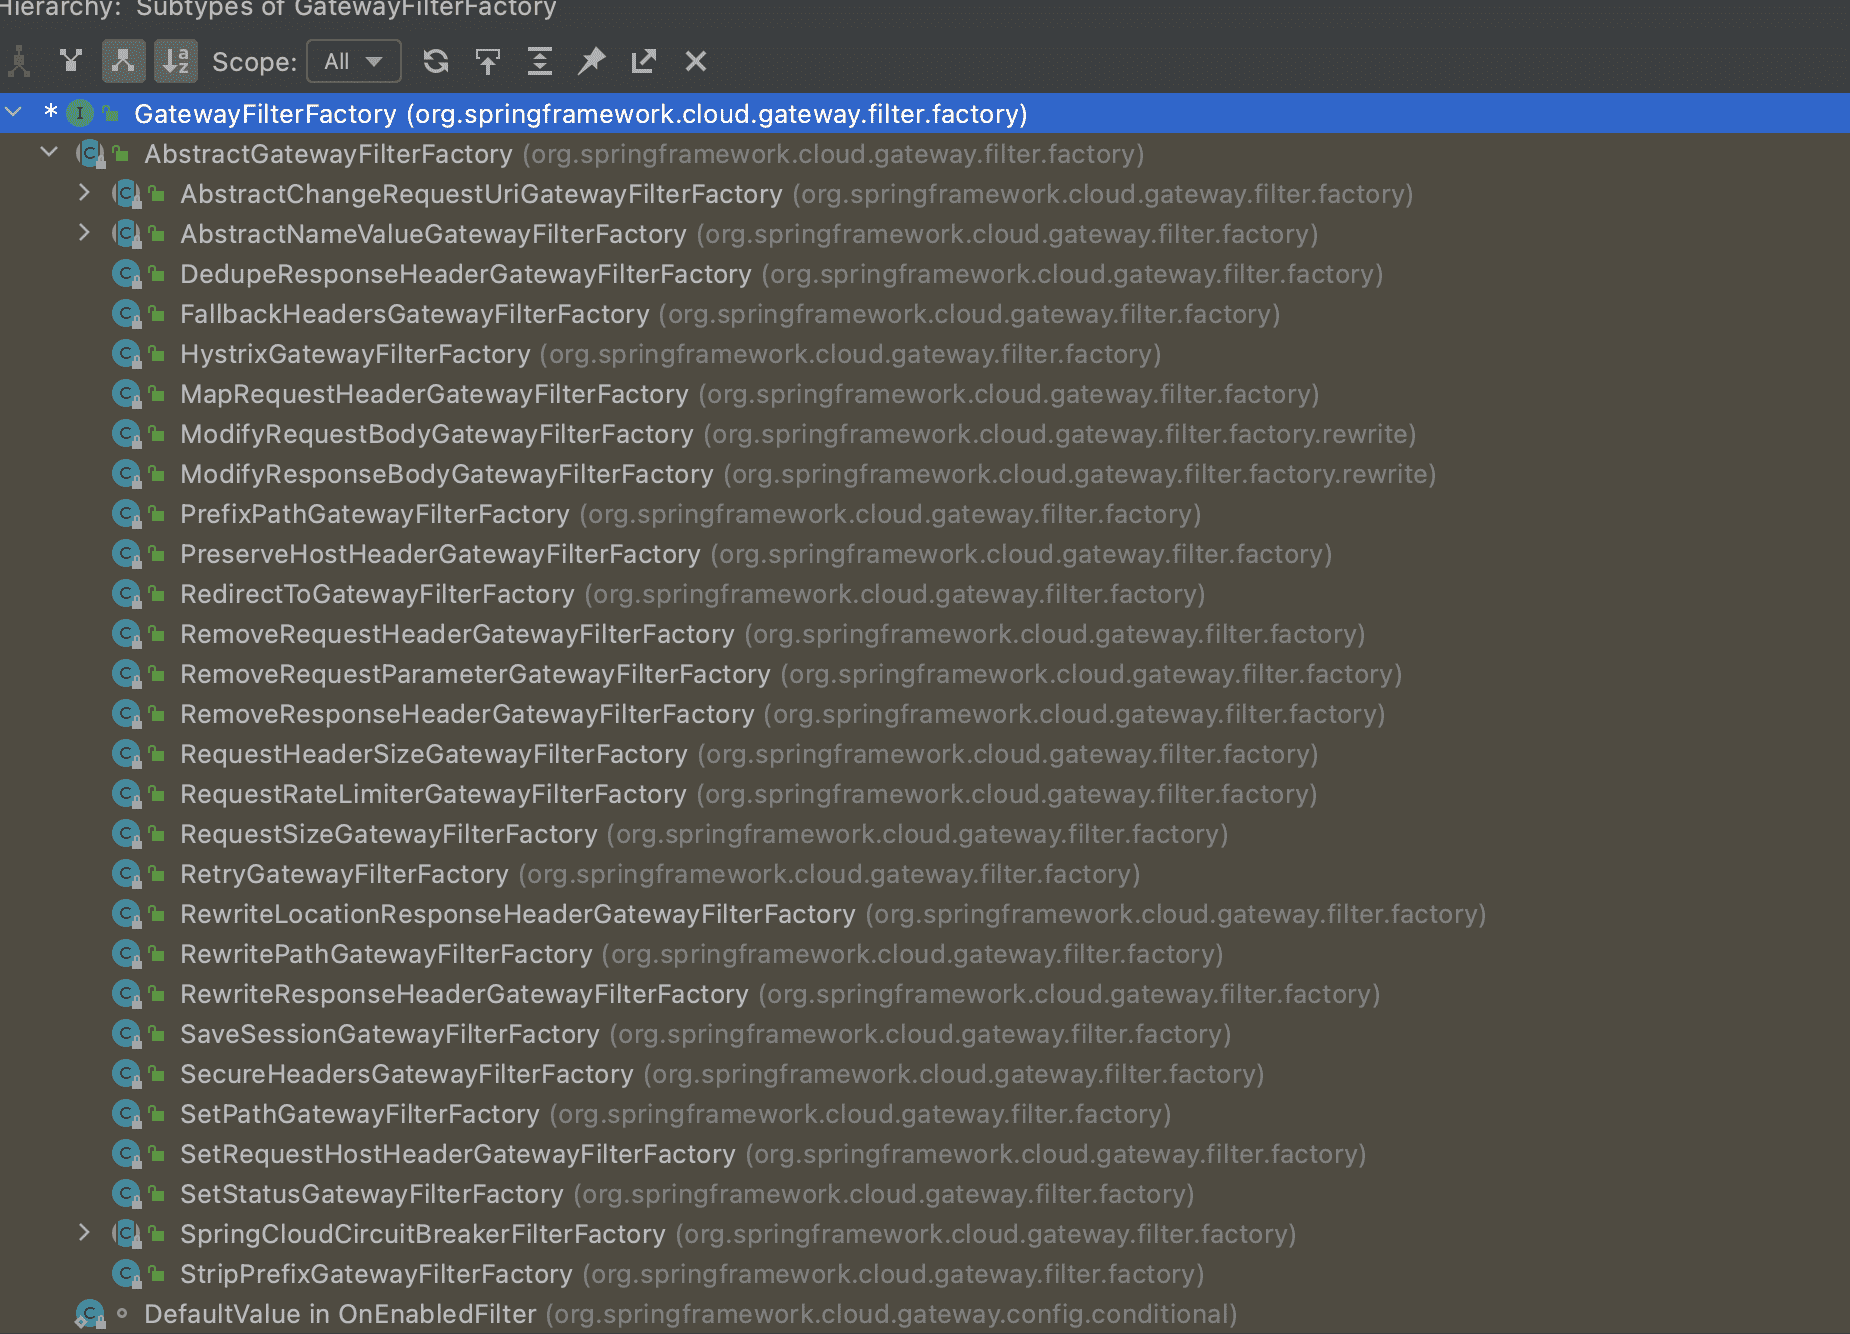 Hierarchy: Subtypes of GatewayFilterFactory
Scope: All
* GatewayFilterFactory (org.springframework.cloud.gateway.filter.factory)
AbstractGatewayFilterFactory (org.springframework.cloud.gateway.filter.factory)
AbstractChangeRequestUriGatewayFilterFactory (org.springframework.cloud.gateway.filter.factory)
AbstractNameValueGatewayFilterFactory (org.springframework.cloud.gateway.filter.factory)
DedupeResponseHeaderGatewayFilterFactory (org.springframework.cloud.gateway.filter.factory)
FallbackHeadersGatewayFilterFactory (org.springframework.cloud.gateway.filter.factory)
HystrixGatewayFilterFactory (org.springframework.cloud.gateway.filter.factory)
MapRequestHeaderGatewayFilterFactory (org.springframework.cloud.gateway.filter.factory)
ModifyRequestBodyGatewayFilterFactory (org.springframework.cloud.gateway.filter.factory.rewrite)
ModifyResponseBodyGatewayFilterFactory (org.springframework.cloud.gateway.filter.factory.rewrite)
PrefixPathGatewayFilterFactory (org.springframework.cloud.gateway.filter.factory)
PreserveHostHeaderGatewayFilterFactory (org.springframework.cloud.gateway.filter.factory)
RedirectToGatewayFilterFactory (org.springframework.cloud.gateway.filter.factory)
RemoveRequestHeaderGatewayFilterFactory (org.springframework.cloud.gateway.filter.factory)
RemoveRequestParameterGatewayFilterFactory (org.springframework.cloud.gateway.filter.factory)
RemoveResponseHeaderGatewayFilterFactory (org.springframework.cloud.gateway.filter.factory)
RequestHeaderSizeGatewayFilterFactory (org.springframework.cloud.gateway.filter.factory)
RequestRateLimiterGatewayFilterFactory (org.springframework.cloud.gateway.filter.factory)
RequestSizeGatewayFilterFactory (org.springframework.cloud.gateway.filter.factory)
RetryGatewayFilterFactory (org.springframework.cloud.gateway.filter.factory)
RewriteLocationResponseHeaderGatewayFilterFactory (org.springframework.cloud.gateway.filter.factory)
RewritePathGatewayFilterFactory (org.springframework.cloud.gateway.filter.factory)
RewriteResponseHeaderGatewayFilterFactory (org.springframework.cloud.gateway.filter.factory)
SaveSessionGatewayFilterFactory (org.springframework.cloud.gateway.filter.factory)
SecureHeadersGatewayFilterFactory (org.springframework.cloud.gateway.filter.factory)
SetPathGatewayFilterFactory (org.springframework.cloud.gateway.filter.factory)
SetRequestHostHeaderGatewayFilterFactory (org.springframework.cloud.gateway.filter.factory)
SetStatusGatewayFilterFactory (org.springframework.cloud.gateway.filter.factory)
SpringCloudCircuitBreakerFilterFactory (org.springframework.cloud.gateway.filter.factory)
StripPrefixGatewayFilterFactory (org.springframework.cloud.gateway.filter.factory)
DefaultValue in OnEnabledFilter (org.springframework.cloud.gateway.config.conditional)